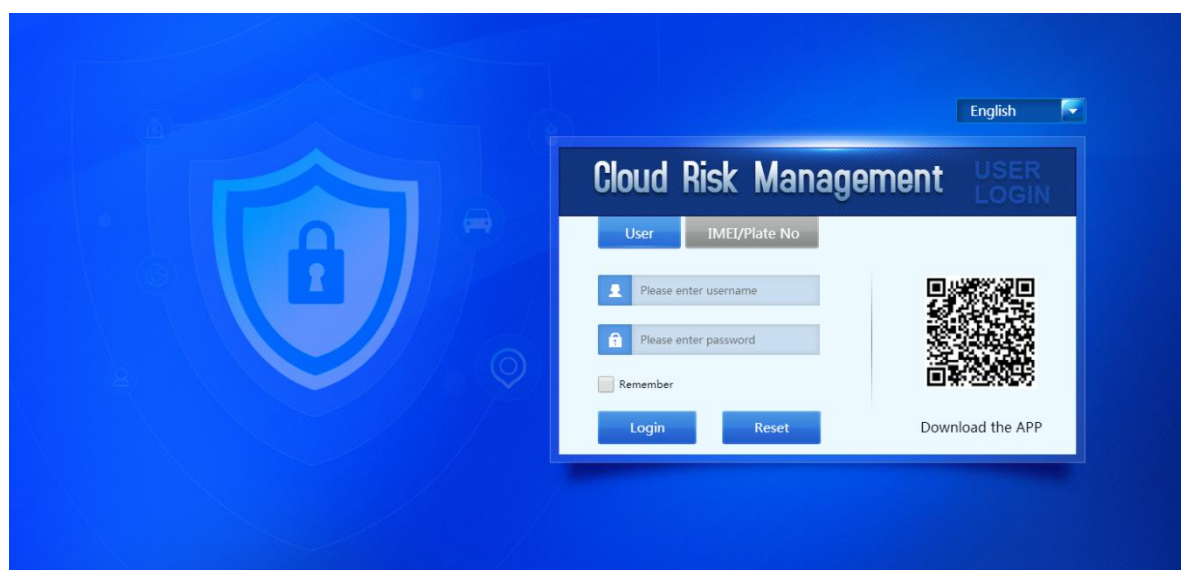 English
Cloud Risk Management
USER
LOGIN
User
IMEI/Plate No
Please enter username
Please enter password
Remember
Login
Reset
Download the APP